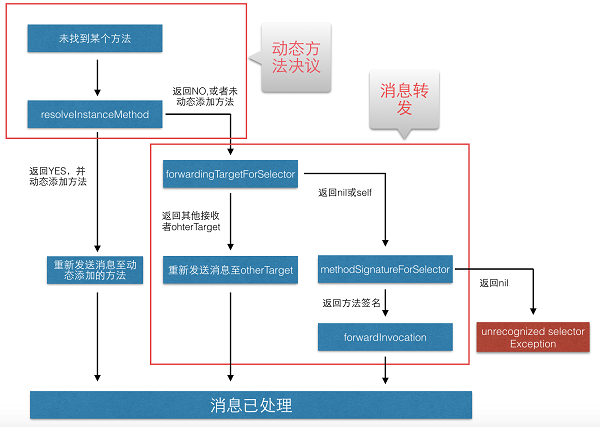 未找到某个方法
动态方
法决议
返回NO,或者未
动态添加方法
消息转
发
resolveInstanceMethod
返回YES，并
动态添加方法
forwardingTargetForSelector
返回nil或self
返回其他接收
者ohterTarget
重新发送消息至动
态添加的方法
重新发送消息至otherTarget
methodSignatureForSelector
返回nil
返回方法签名
forwardInvocation
unrecognized selector
Exception
消息已处理